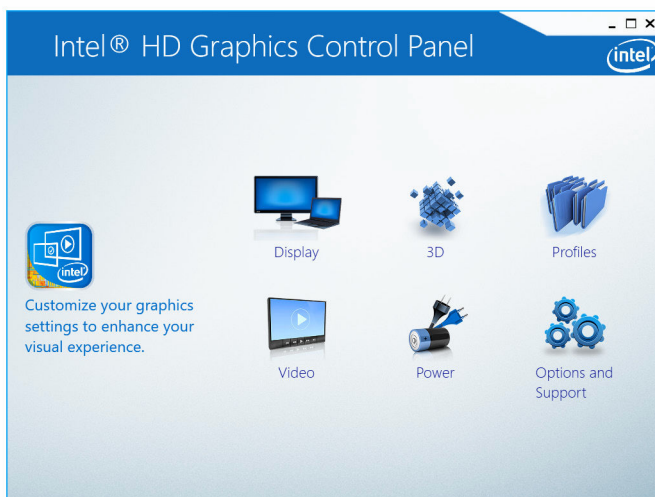 Intel® HD Graphics Control Panel
intel
Display
3D
Profiles
intel
Customize your graphics
settings to enhance your
visual experience.
Video
Power
Options and
Support